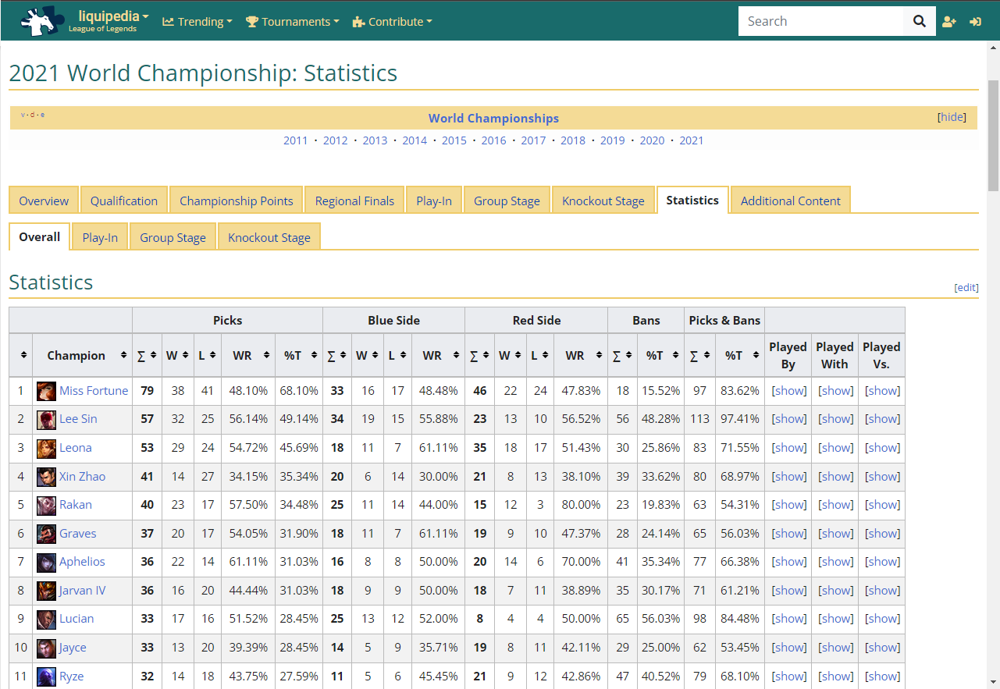 liquipedia
League of Legends
Trending
Tournaments
Contribute
Search
2021 World Championship: Statistics
v · d · e
World Championships
[hide]
2011 · 2012 · 2013 · 2014 · 2015 · 2016 · 2017 · 2018 · 2019 · 2020 · 2021
Overview Qualification Championship Points Regional Finals Play-In Group Stage Knockout Stage Statistics Additional Content
Overall Play-In Group Stage Knockout Stage
Statistics
[edit]
Picks Blue Side Red Side Bans Picks & Bans
Champion ∑ W L WR %T ∑ W L WR ∑ W L WR ∑ %T ∑ %T Played By Played With Played Vs.
1 Miss Fortune 79 38 41 48.10% 68.10% 33 16 17 48.48% 46 22 24 47.83% 18 15.52% 97 83.62% [show] [show] [show]
2 Lee Sin 57 32 25 56.14% 49.14% 34 19 15 55.88% 23 13 10 56.52% 56 48.28% 113 97.41% [show] [show] [show]
3 Leona 53 29 24 54.72% 45.69% 18 11 7 61.11% 35 18 17 51.43% 30 25.86% 83 71.55% [show] [show] [show]
4 Xin Zhao 41 14 27 34.15% 35.34% 20 6 14 30.00% 21 8 13 38.10% 39 33.62% 80 68.97% [show] [show] [show]
5 Rakan 40 23 17 57.50% 34.48% 25 11 14 44.00% 15 12 3 80.00% 23 19.83% 63 54.31% [show] [show] [show]
6 Graves 37 20 17 54.05% 31.90% 18 11 7 61.11% 19 9 10 47.37% 28 24.14% 65 56.03% [show] [show] [show]
7 Aphelios 36 22 14 61.11% 31.03% 16 8 8 50.00% 20 14 6 70.00% 41 35.34% 77 66.38% [show] [show] [show]
8 Jarvan IV 36 16 20 44.44% 31.03% 18 9 9 50.00% 18 7 11 38.89% 35 30.17% 71 61.21% [show] [show] [show]
9 Lucian 33 17 16 51.52% 28.45% 25 13 12 52.00% 8 4 4 50.00% 65 56.03% 98 84.48% [show] [show] [show]
10 Jayce 33 13 20 39.39% 28.45% 14 5 9 35.71% 19 8 11 42.11% 29 25.00% 62 53.45% [show] [show] [show]
11 Ryze 32 14 18 43.75% 27.59% 11 5 6 45.45% 21 9 12 42.86% 47 40.52% 79 68.10% [show] [show] [show]